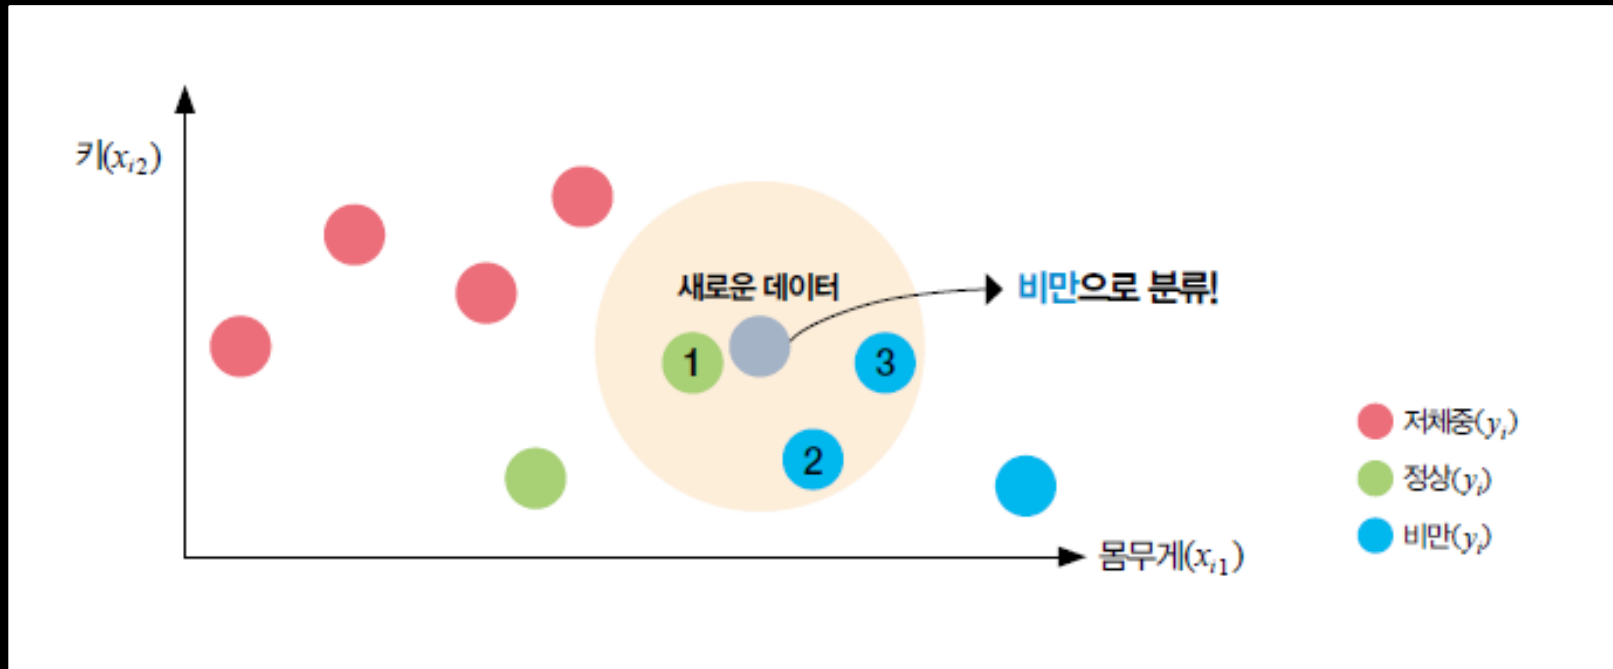 키(xᵢ₂)
새로운 데이터
비만으로 분류!
1
3
2
저체중(yᵢ)
정상(yᵢ)
비만(yᵢ)
몸무게(xᵢ₁)